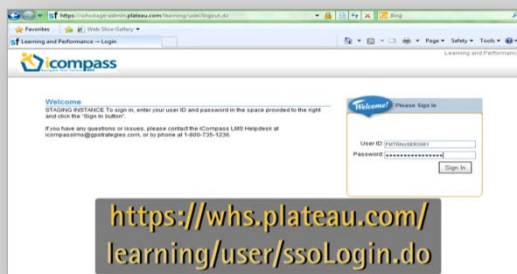 https://whsstage-admin.plateau.com/learning/user/login.do
Bing
Favorites
Web Slice Gallery
Learning and Performance -- Login
Page
Safety
Tools
Learning and Performance
icompass
Welcome
STAGING INSTANCE To sign in, enter your user ID and password in the space provided to the right
and click the "Sign In button".
If you have any questions or issues, please contact the iCompass LMS Helpdesk at
icompasslms@gpstrategies.com, or by phone at 1-800-735-1236.
Welcome! Please Sign In
User ID:
Password:
Sign In
https://whs.plateau.com/
learning/user/ssoLogin.do